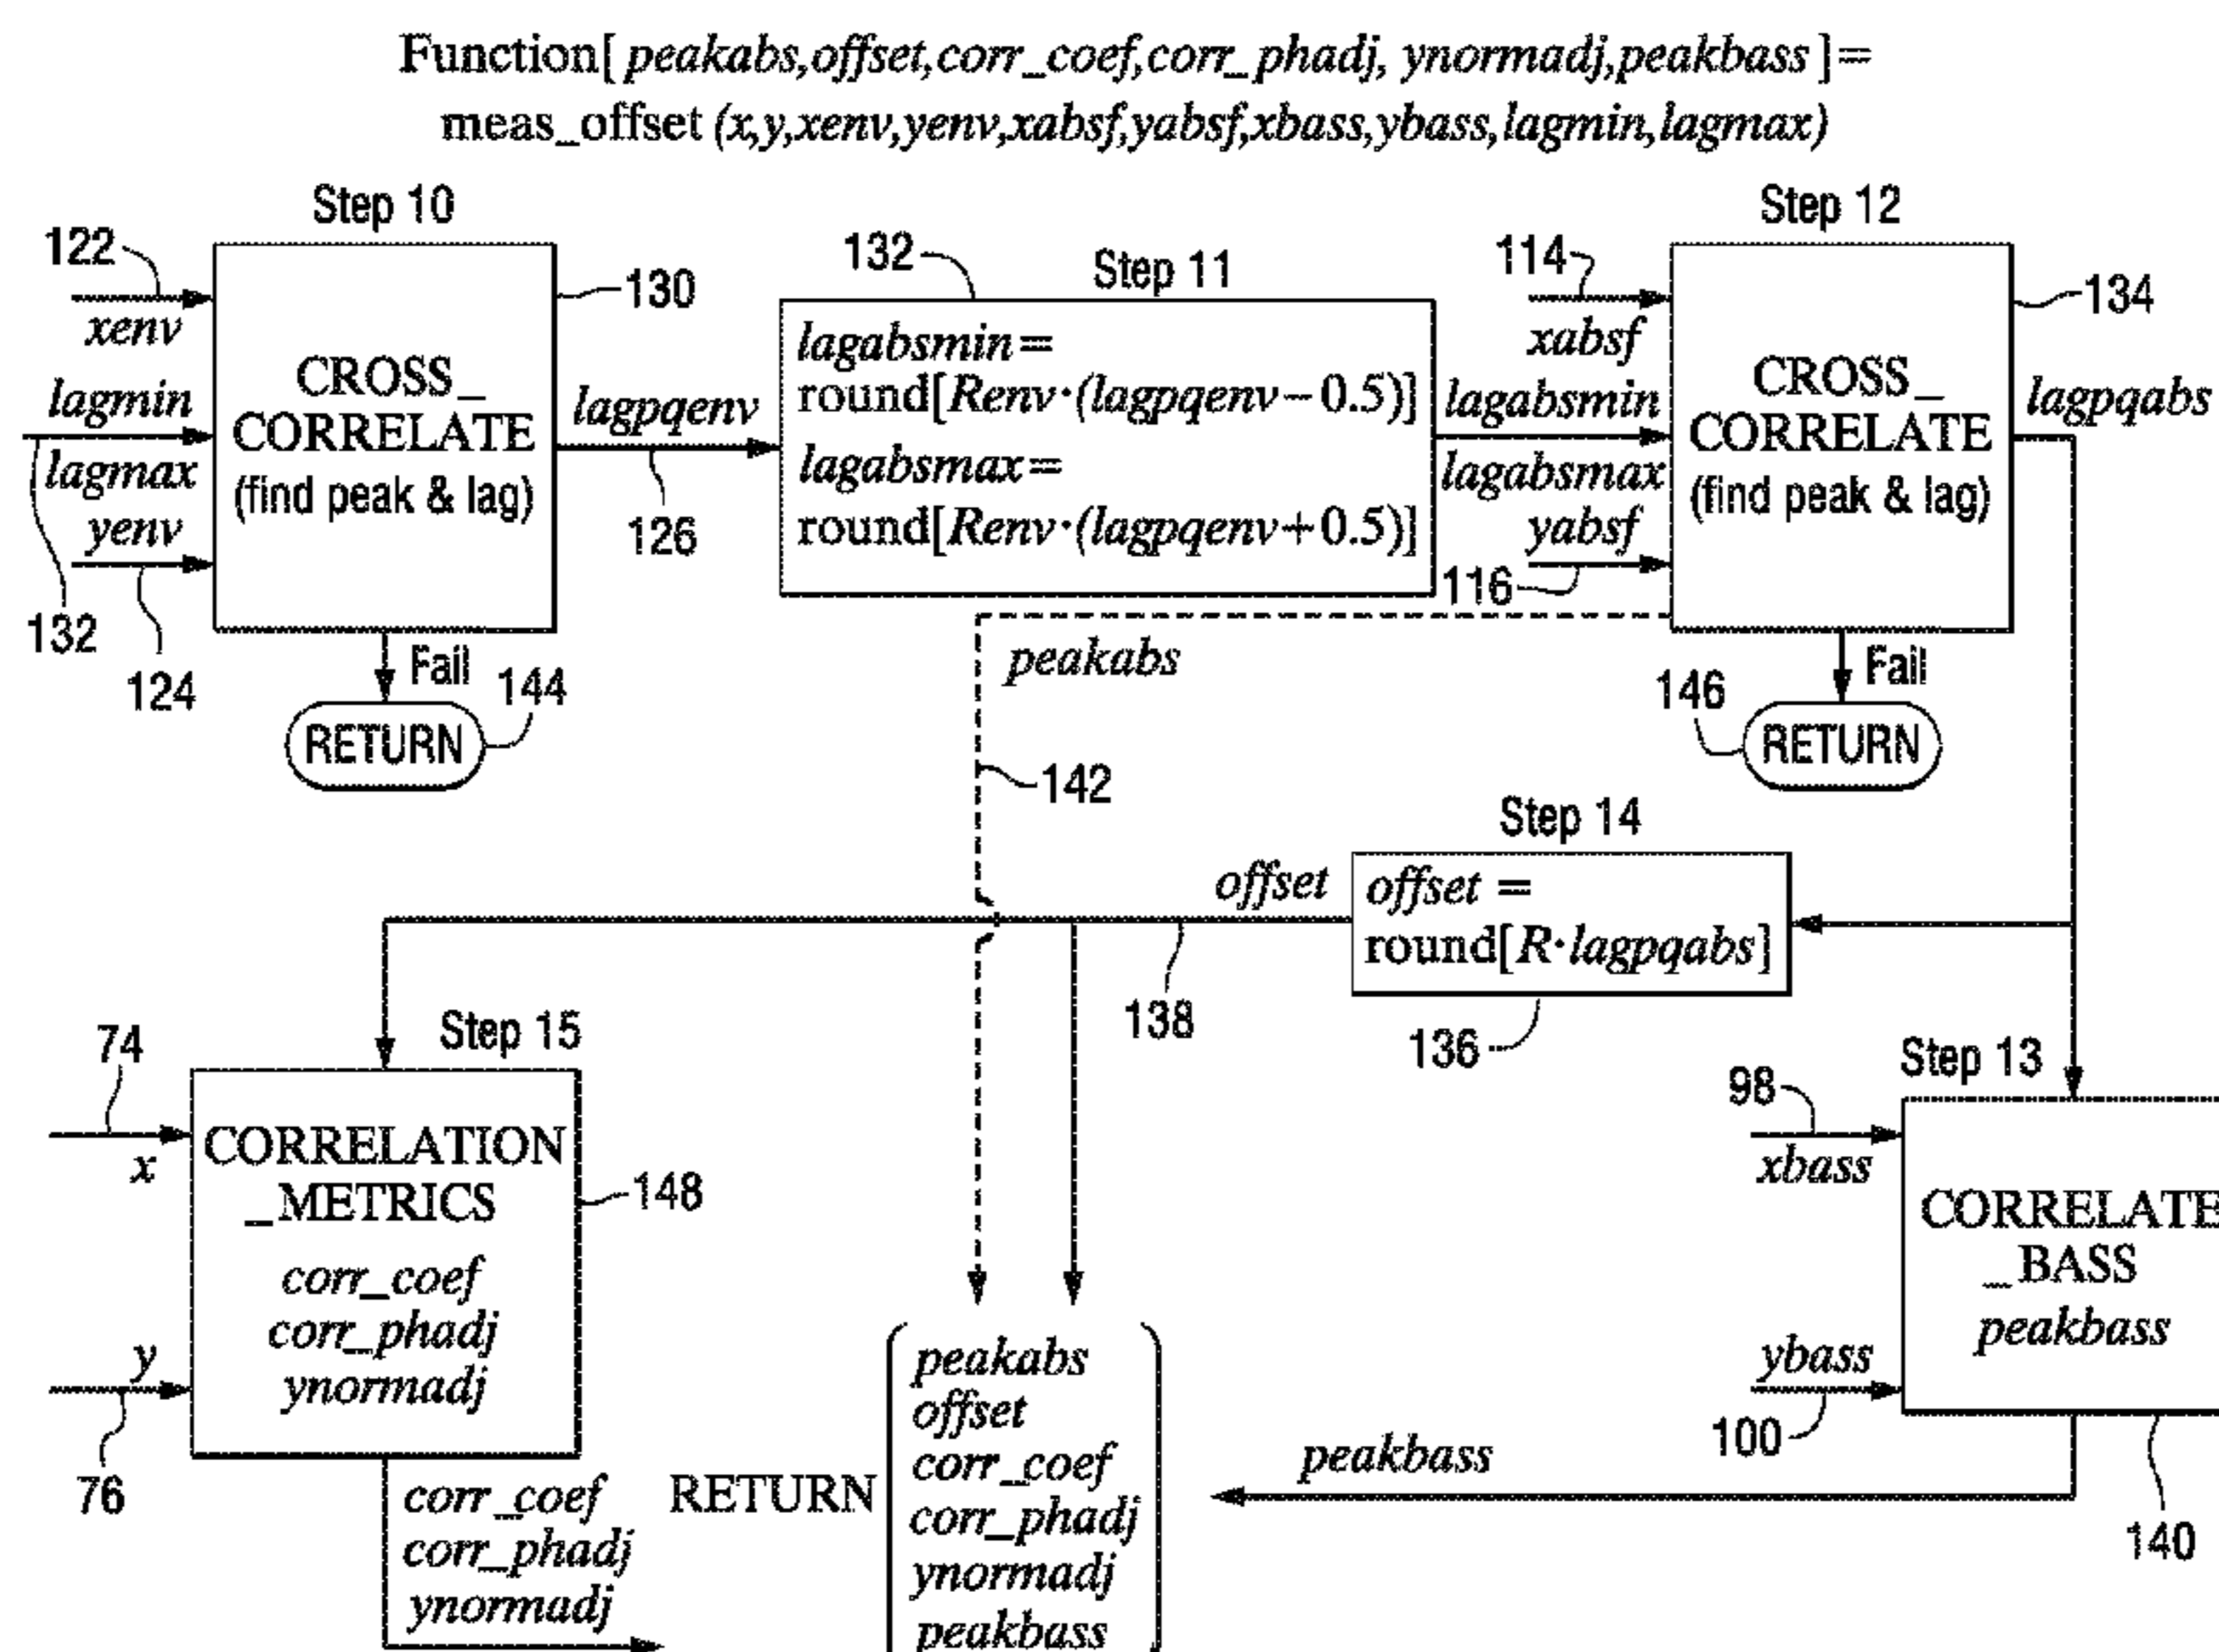 Function[ peakabs,offset,corr_coef,corr_phadj, ynormadj,peakbass ]=
meas_offset (x,y,xenv,yenv,xabsf,yabsf,xbass,ybass,lagmin,lagmax)
Step 10
122
xenv
lagmin
lagmax
yenv
132
124
130
CROSS_
CORRELATE
(find peak & lag)
Fail
144
RETURN
lagpqenv
126
132
Step 11
lagabsmin=
round[Renv·(lagpqenv−0.5)]
lagabsmax=
round[Renv·(lagpqenv+0.5)]
Step 12
114
xabsf
lagabsmin
lagabsmax
yabsf
116
134
CROSS_
CORRELATE
(find peak & lag)
lagpqabs
Fail
146
RETURN
peakabs
142
Step 14
offset
offset =
round[R·lagpqabs]
138
136
Step 15
74
x
y
76
CORRELATION
_METRICS
corr_coef
corr_phadj
ynormadj
148
corr_coef
corr_phadj
ynormadj
RETURN
peakabs
offset
corr_coef
corr_phadj
ynormadj
peakbass
Step 13
98
xbass
ybass
100
CORRELATE
_BASS
peakbass
peakbass
140